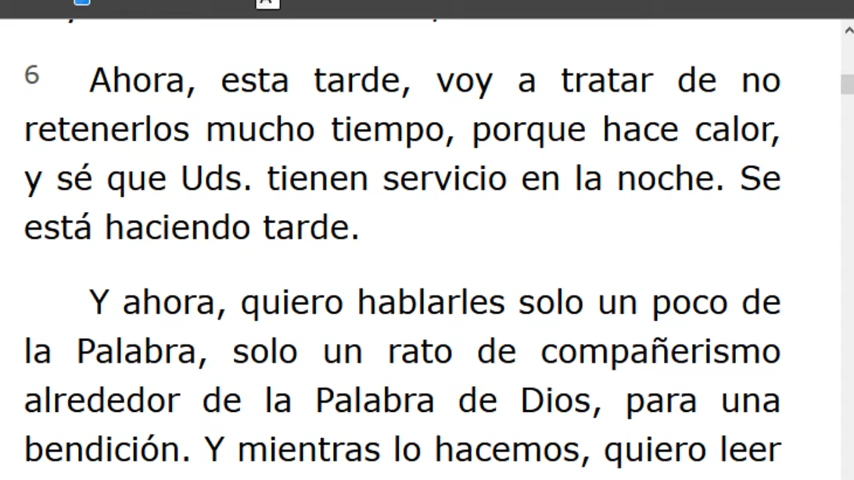 6 Ahora, esta tarde, voy a tratar de no
retenerlos mucho tiempo, porque hace calor,
y sé que Uds. tienen servicio en la noche. Se
está haciendo tarde.
Y ahora, quiero hablarles solo un poco de
la Palabra, solo un rato de compañerismo
alrededor de la Palabra de Dios, para una
bendición. Y mientras lo hacemos, quiero leer